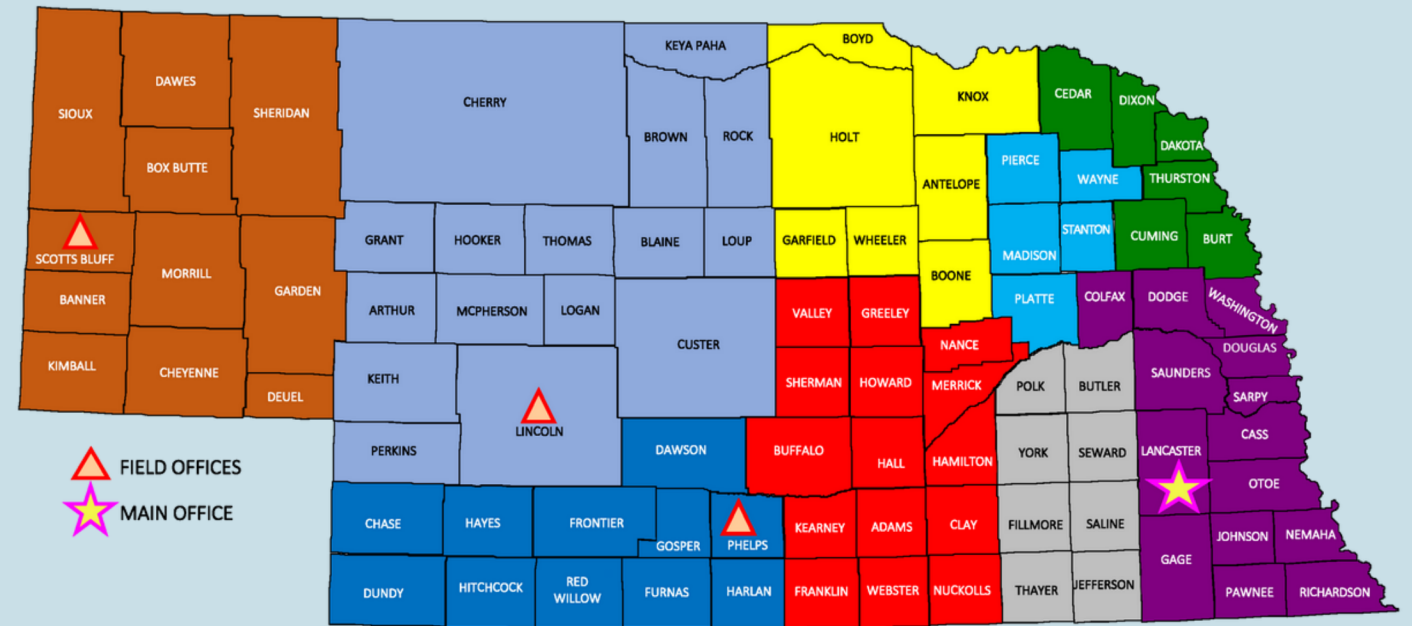 KEYA PAHA
BOYD
DAWES
SIOUX
SHERIDAN
CHERRY
KNOX
CEDAR
DIXON
BROWN
ROCK
HOLT
DAKOTA
BOX BUTTE
PIERCE
WAYNE
THURSTON
ANTELOPE
GRANT
HOOKER
THOMAS
BLAINE
LOUP
GARFIELD
WHEELER
MADISON
STANTON
CUMING
BURT
SCOTTS BLUFF
MORRILL
GARDEN
BOONE
BANNER
ARTHUR
MCPHERSON
LOGAN
VALLEY
GREELEY
PLATTE
COLFAX
DODGE
WASHINGTON
CUSTER
NANCE
DOUGLAS
KIMBALL
CHEYENNE
DEUEL
KEITH
SHERMAN
HOWARD
MERRICK
POLK
BUTLER
SAUNDERS
SARPY
LINCOLN
PERKINS
DAWSON
BUFFALO
HALL
HAMILTON
YORK
SEWARD
LANCASTER
CASS
OTOE
FIELD OFFICES
MAIN OFFICE
CHASE
HAYES
FRONTIER
GOSPER
PHELPS
KEARNEY
ADAMS
CLAY
FILLMORE
SALINE
GAGE
JOHNSON
NEMAHA
DUNDY
HITCHCOCK
RED
WILLOW
FURNAS
HARLAN
FRANKLIN
WEBSTER
NUCKOLLS
THAYER
JEFFERSON
PAWNEE
RICHARDSON